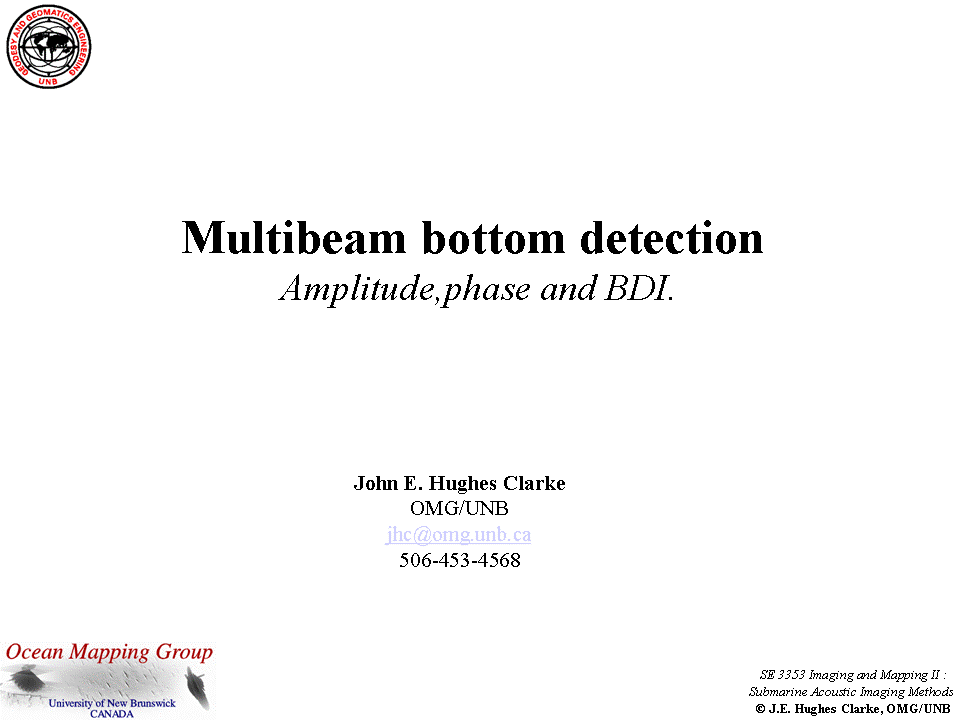 GEODESY AND GEOMATICS ENGINEERING
UNB
Multibeam bottom detection
Amplitude,phase and BDI.
John E. Hughes Clarke
OMG/UNB
jhc@omg.unb.ca
506-453-4568
Ocean Mapping Group
University of New Brunswick
CANADA
SE 3353 Imaging and Mapping II :
Submarine Acoustic Imaging Methods
© J.E. Hughes Clarke, OMG/UNB